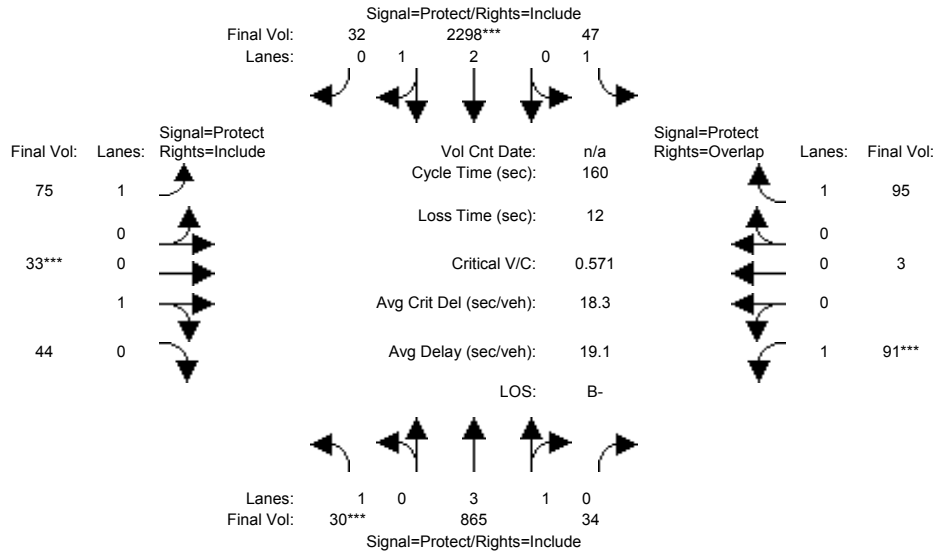 Signal=Protect/Rights=Include
Final Vol: 32 2298*** 47
Lanes: 0 1 2 0 1
Signal=Protect
Final Vol: Lanes: Rights=Include
Vol Cnt Date: n/a
Signal=Protect
Rights=Overlap Lanes: Final Vol:
Cycle Time (sec): 160
75 1
1 95
Loss Time (sec): 12
0
0
33*** 0
Critical V/C: 0.571
0 3
1
Avg Crit Del (sec/veh): 18.3
0
44 0
Avg Delay (sec/veh): 19.1
1 91***
LOS: B-
Lanes: 1 0 3 1 0
Final Vol: 30*** 865 34
Signal=Protect/Rights=Include